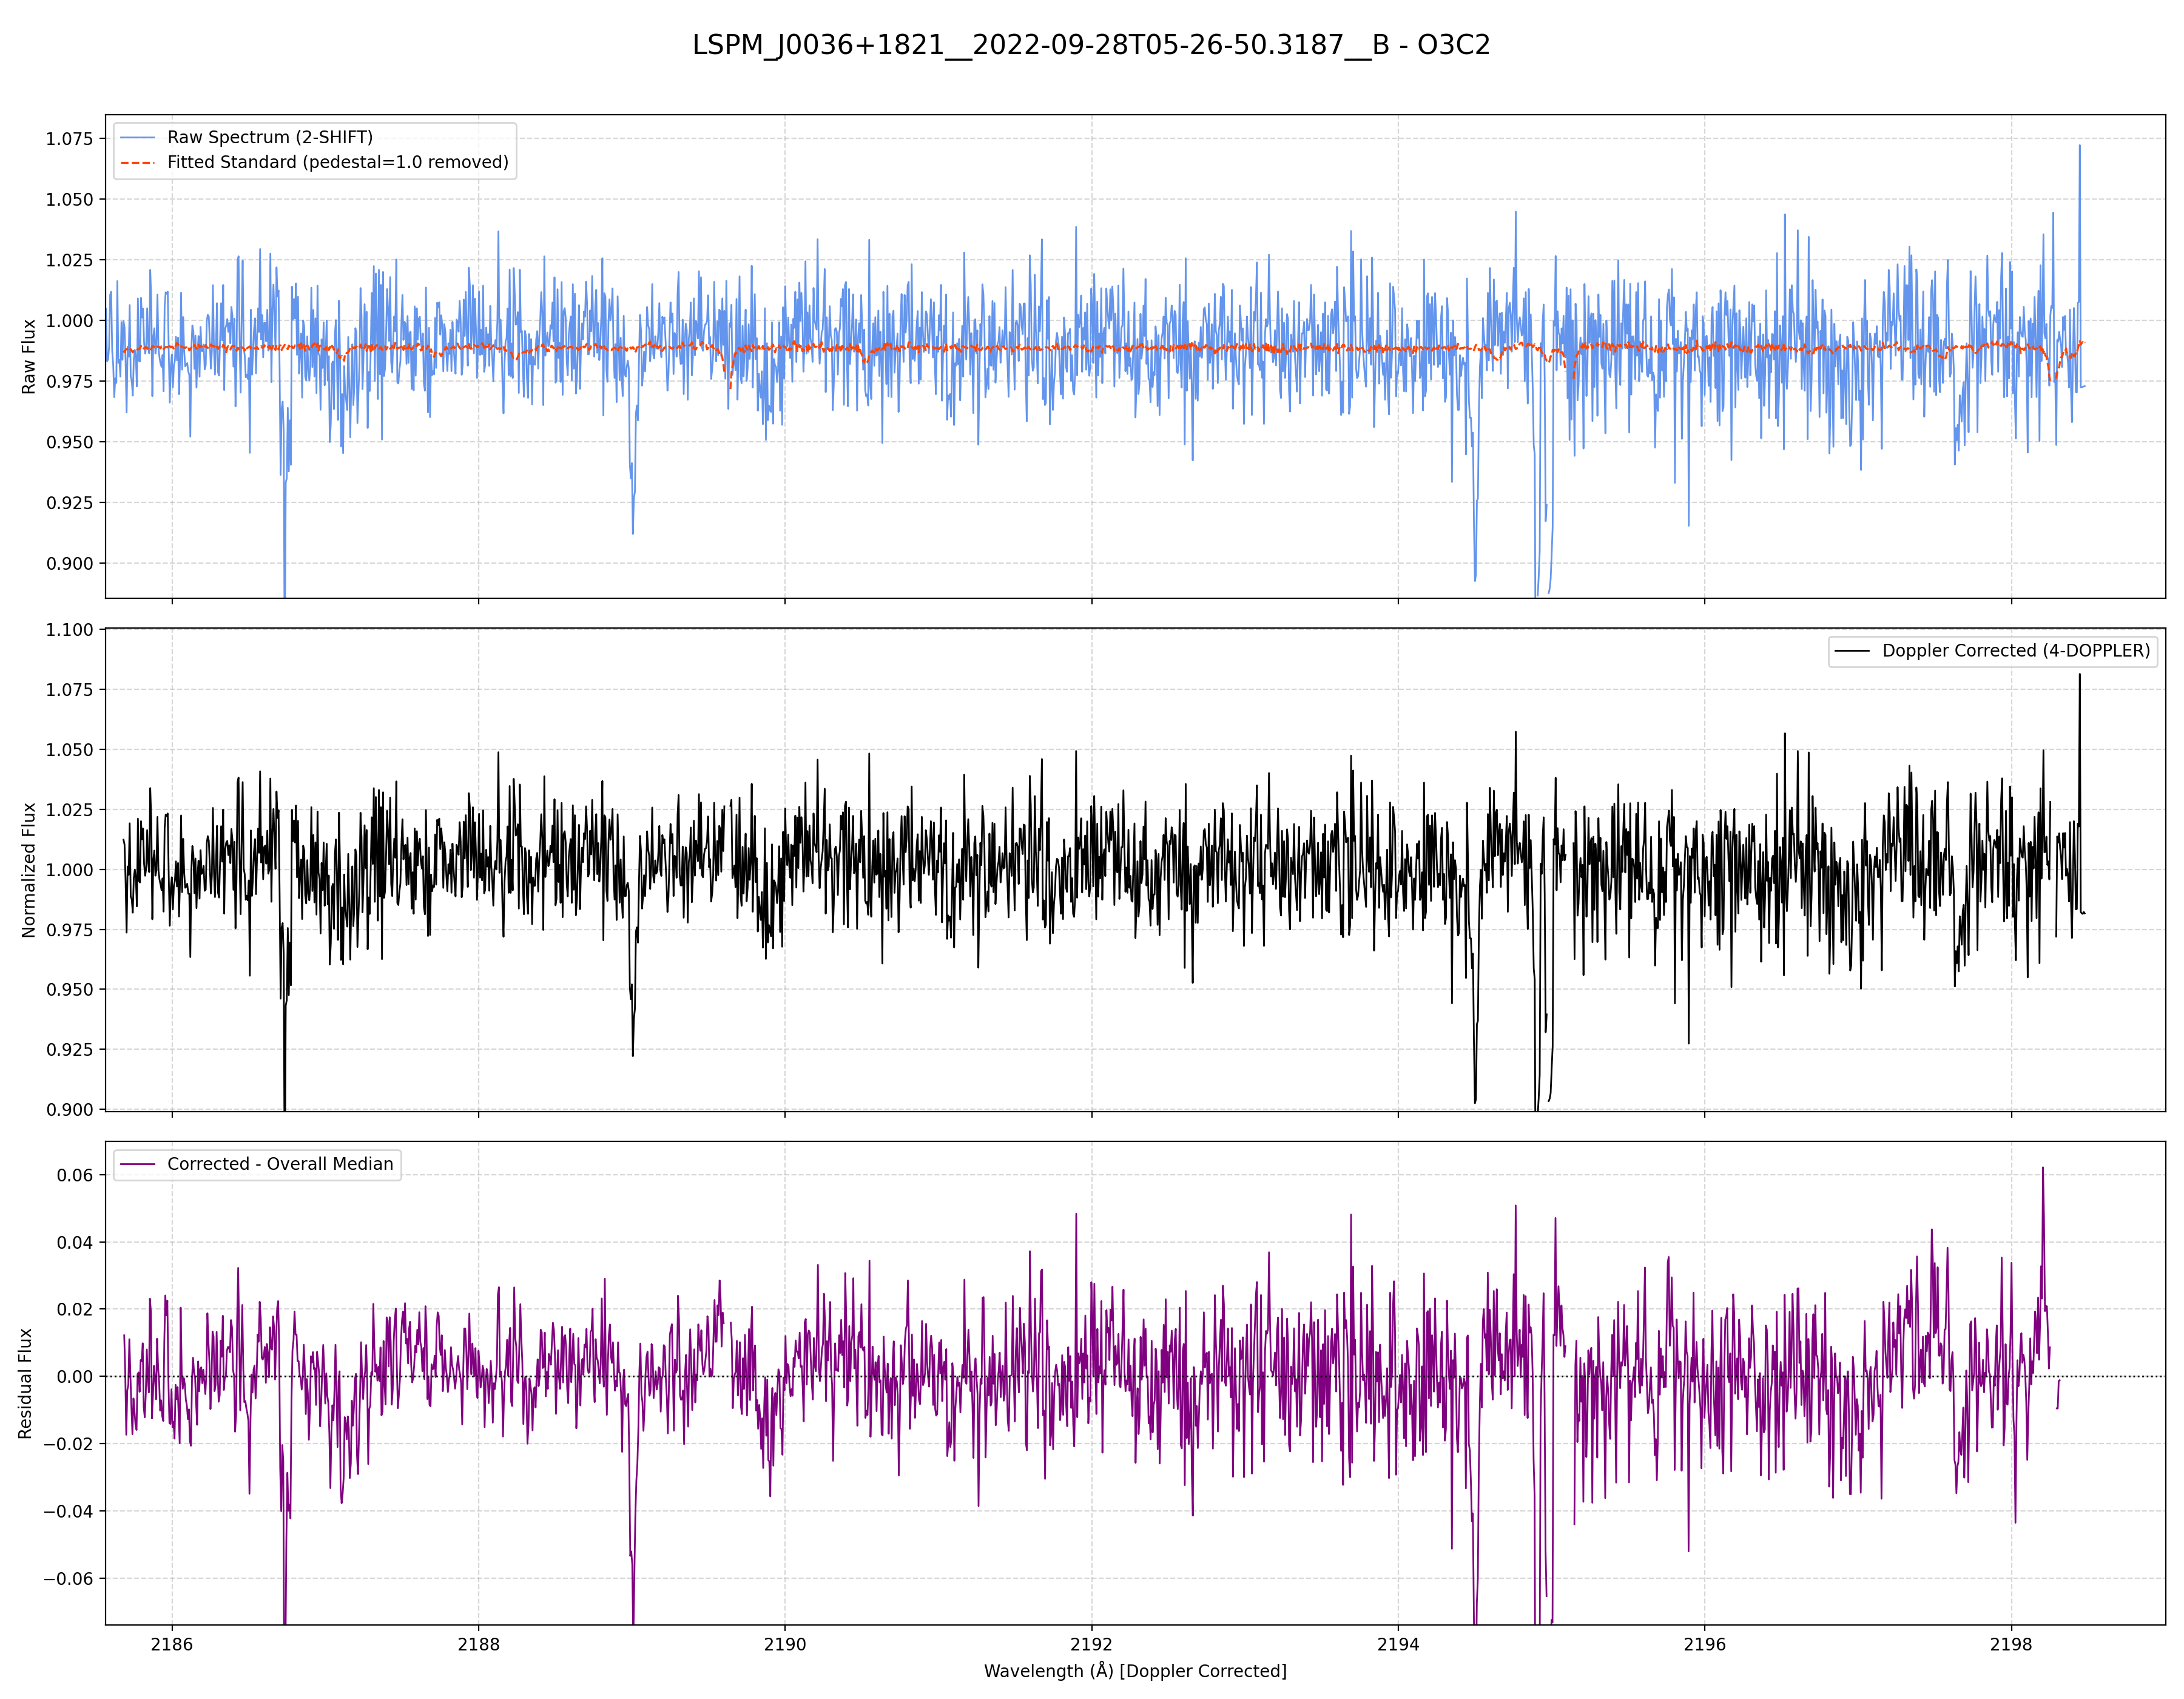 LSPM_J0036+1821__2022-09-28T05-26-50.3187__B - O3C2
Raw Spectrum (2-SHIFT)
Fitted Standard (pedestal=1.0 removed)
1.075
1.050
1.025
1.000
0.975
0.950
0.925
0.900
Raw Flux
Doppler Corrected (4-DOPPLER)
1.100
1.075
1.050
1.025
1.000
0.975
0.950
0.925
0.900
Normalized Flux
Corrected - Overall Median
0.06
0.04
0.02
0.00
−0.02
−0.04
−0.06
Residual Flux
2186 2188 2190 2192 2194 2196 2198
Wavelength (Å) [Doppler Corrected]